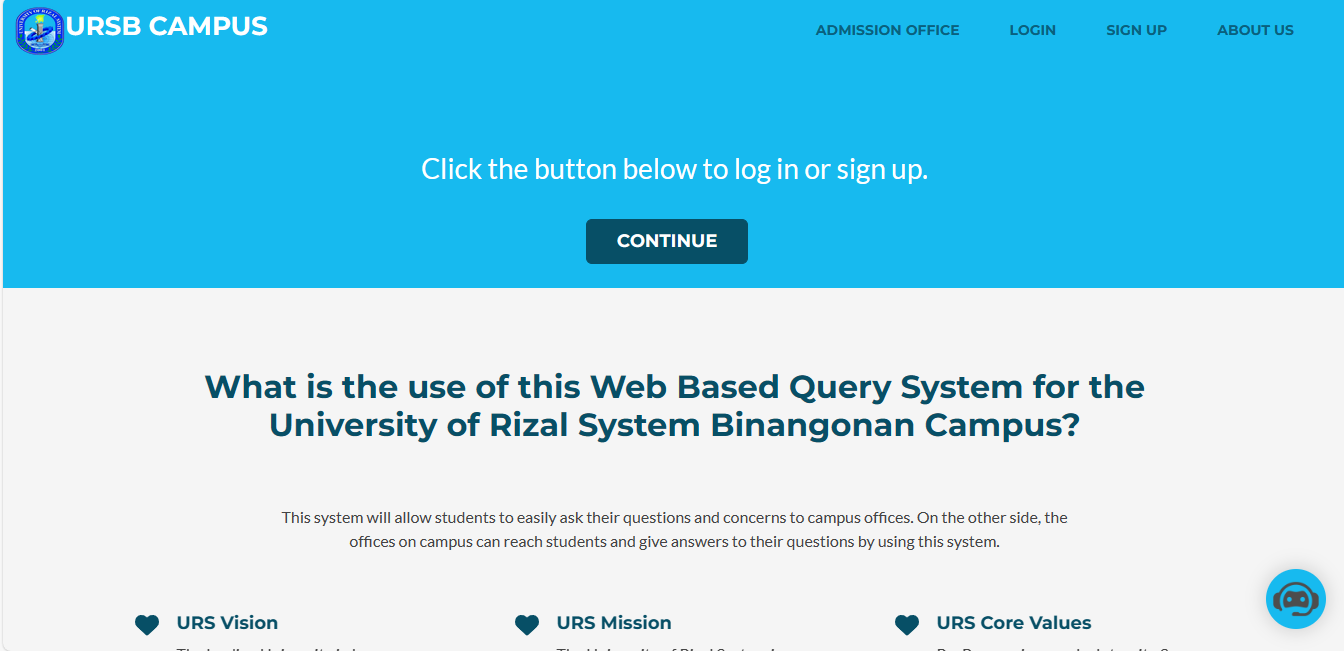 URSB CAMPUS
ADMISSION OFFICE
LOGIN
SIGN UP
ABOUT US
Click the button below to log in or sign up.
CONTINUE
What is the use of this Web Based Query System for the
University of Rizal System Binangonan Campus?
This system will allow students to easily ask their questions and concerns to campus offices. On the other side, the
offices on campus can reach students and give answers to their questions by using this system.
URS Vision
URS Mission
URS Core Values